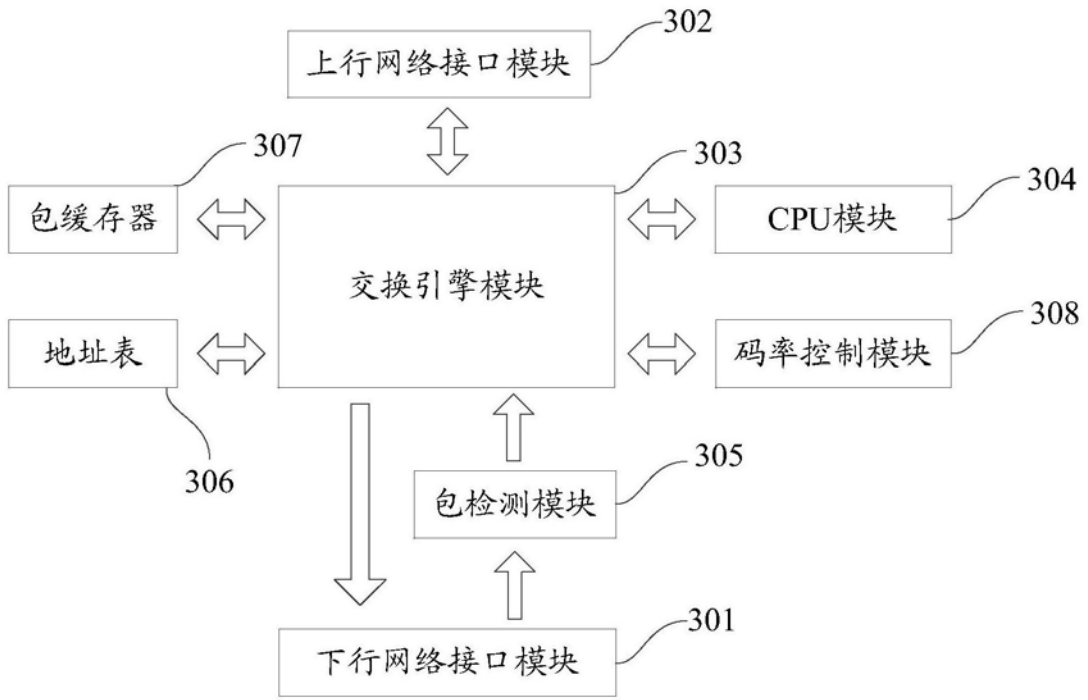 302
上行网络接口模块
307
303
304
包缓存器
CPU模块
交换引擎模块
308
地址表
码率控制模块
306
305
包检测模块
301
下行网络接口模块